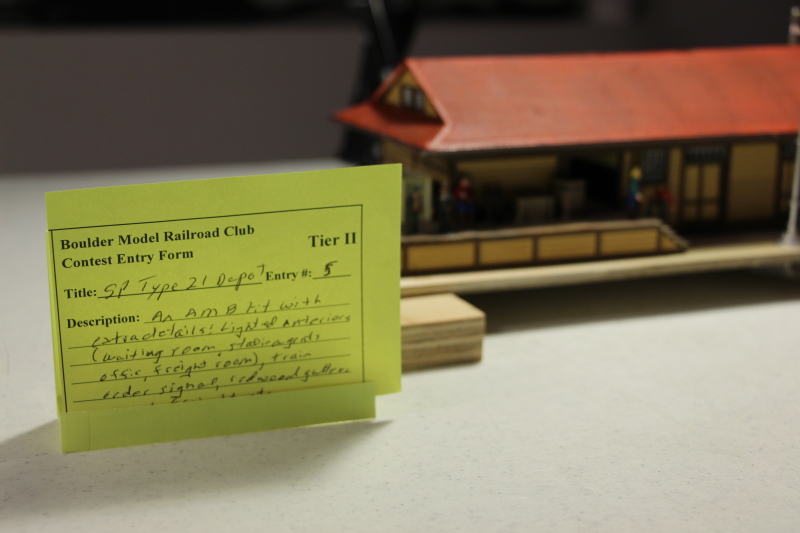 Boulder Model Railroad Club
Contest Entry Form
Tier II
Title: SP Type 21 Depot Entry #: 5
Description: An AMB kit with
extra details: Lighted interiors
(waiting room, station agents
office, freight room), train
order signal, redwood gutters